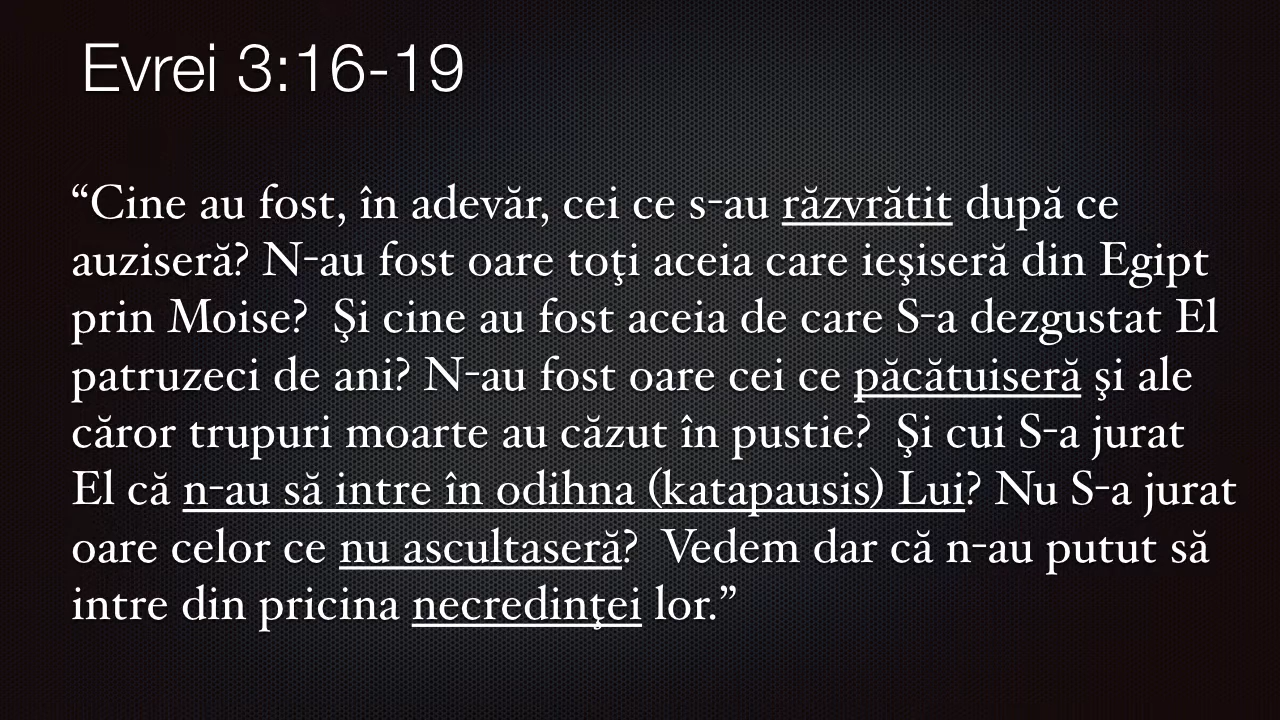 Evrei 3:16-19
“Cine au fost, în adevăr, cei ce s-au răzvrătit după ce
auziseră? N-au fost oare toţi aceia care ieşiseră din Egipt
prin Moise?  Şi cine au fost aceia de care S-a dezgustat El
patruzeci de ani? N-au fost oare cei ce păcătuiseră şi ale
căror trupuri moarte au căzut în pustie?  Şi cui S-a jurat
El că n-au să intre în odihna (katapausis) Lui? Nu S-a jurat
oare celor ce nu ascultaseră?  Vedem dar că n-au putut să
intre din pricina necredinţei lor.”